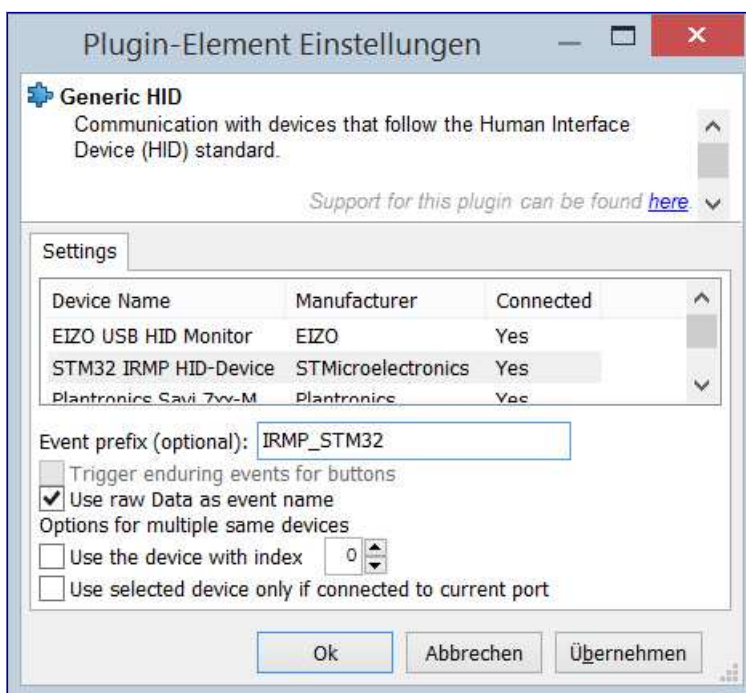 Plugin-Element Einstellungen
Generic HID
Communication with devices that follow the Human Interface
Device (HID) standard.
Support for this plugin can be found here.
Settings
Device Name Manufacturer Connected
EIZO USB HID Monitor EIZO Yes
STM32 IRMP HID-Device STMicroelectronics Yes
Plantronics Savi 7xx-M Plantronics Yes
Event prefix (optional): IRMP_STM32
Trigger enduring events for buttons
Use raw Data as event name
Options for multiple same devices
Use the device with index 0
Use selected device only if connected to current port
Ok Abbrechen Übernehmen